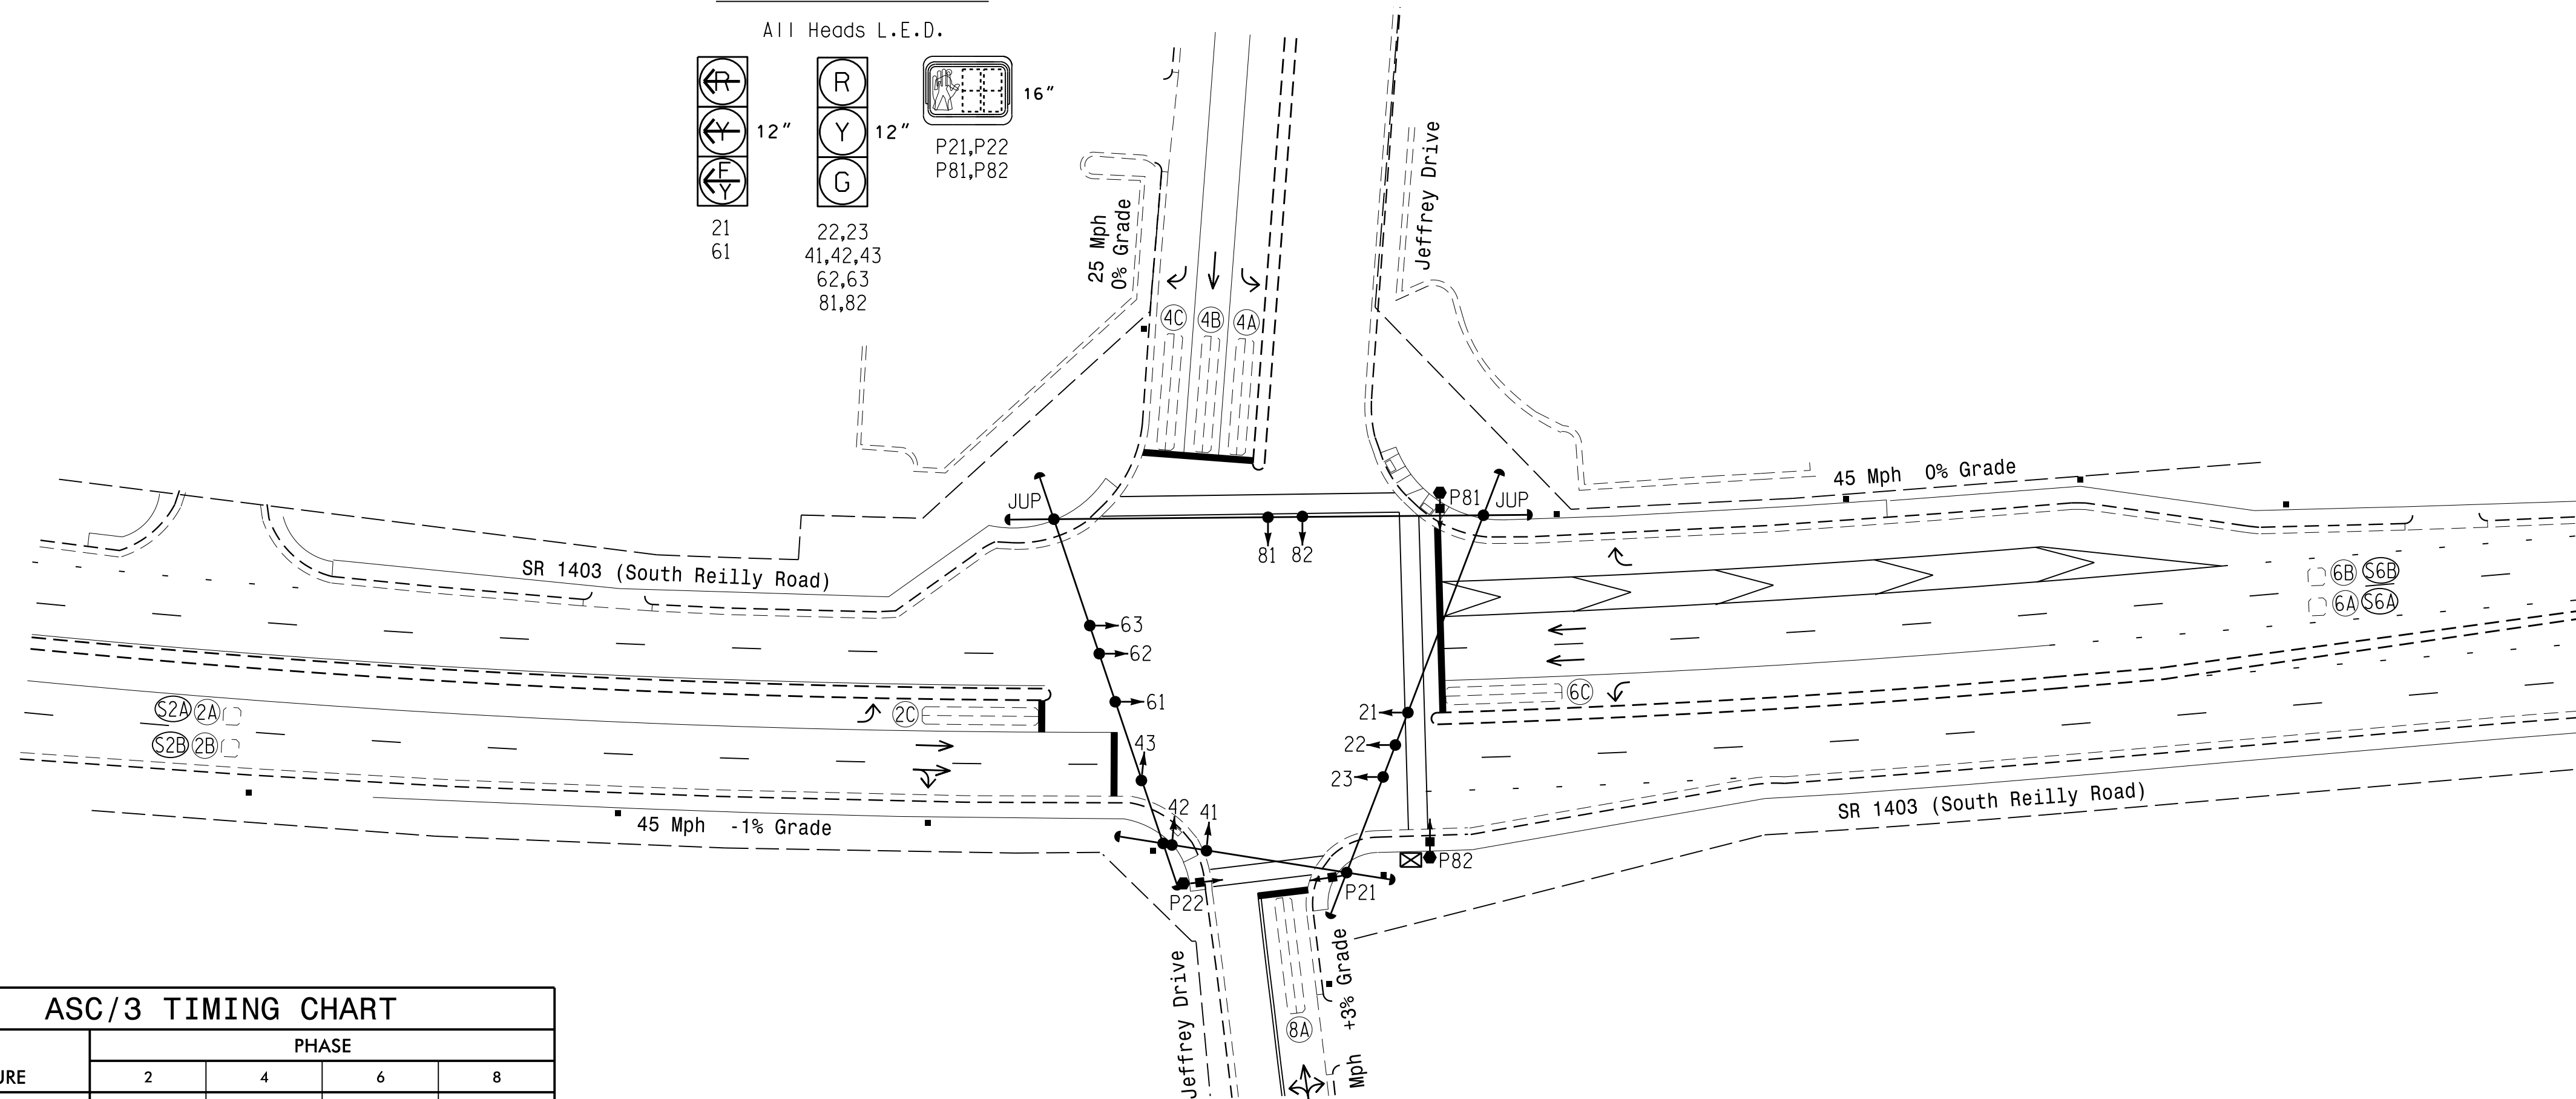 All Heads L.E.D.
R
Y
F
Y
12"
R
Y
G
12"
16"
21
61
22,23
41,42,43
62,63
81,82
P21,P22
P81,P82
25 Mph
0% Grade
Jeffrey Drive
4C
4B
4A
45 Mph 0% Grade
JUP
P81
JUP
81
82
SR 1403 (South Reilly Road)
6B
S6B
6A
S6A
63
62
61
6C
S2A
2A
2C
21
S2B
2B
43
22
23
42
41
45 Mph -1% Grade
SR 1403 (South Reilly Road)
P82
P22
P21
Jeffrey Drive
+3% Grade
Mph
8A
ASC/3 TIMING CHART
PHASE
URE
2
4
6
8